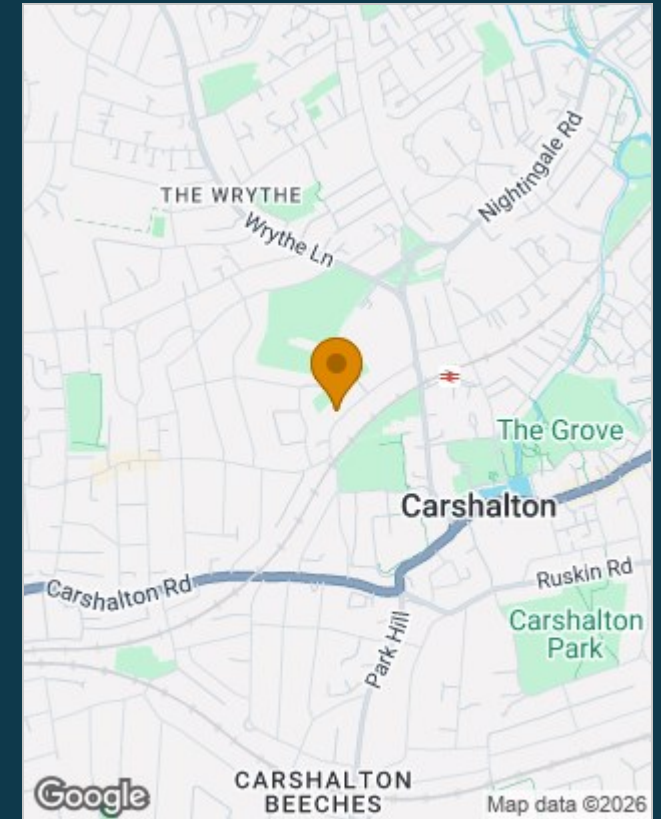 Nightingale Rd
THE WRYTHE
Wrythe Ln
The Grove
Carshalton
Carshalton Rd
Ruskin Rd
Carshalton
Park
Park Hill
CARSHALTON
BEECHES
Google
Map data ©2026